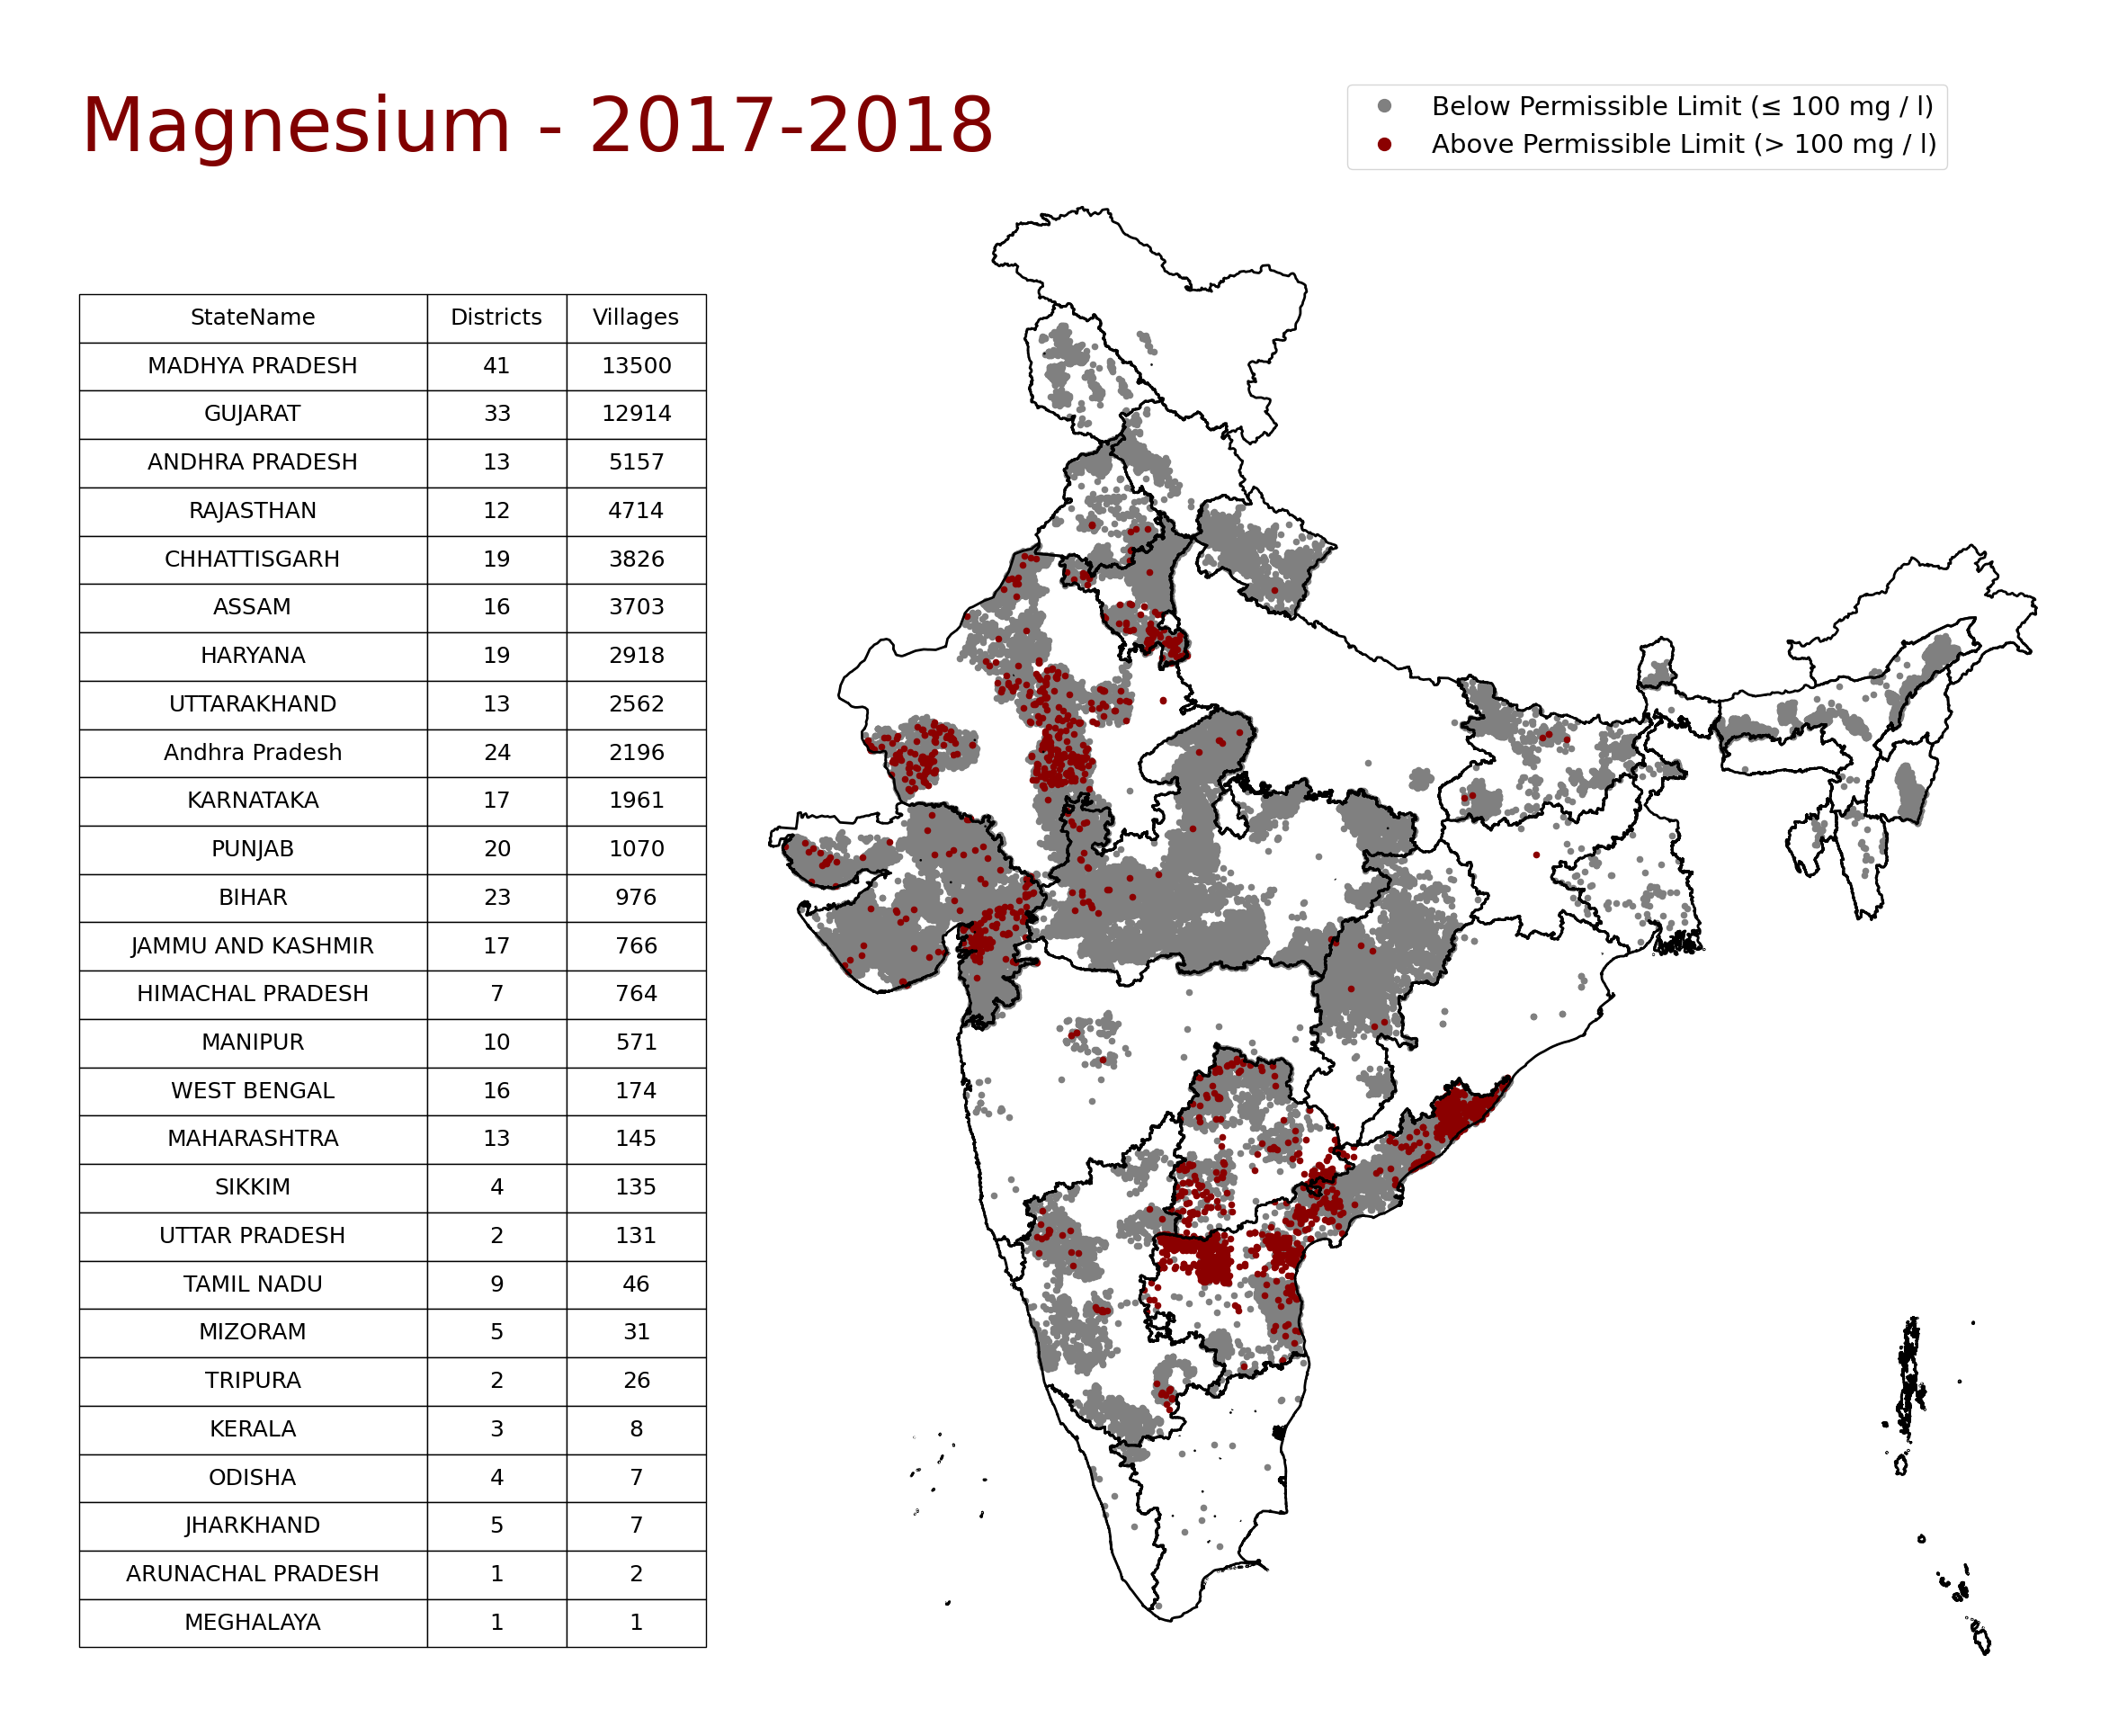 Magnesium - 2017-2018
Below Permissible Limit (≤ 100 mg / l)
Above Permissible Limit (> 100 mg / l)
StateName Districts Villages
MADHYA PRADESH 41 13500
GUJARAT 33 12914
ANDHRA PRADESH 13 5157
RAJASTHAN 12 4714
CHHATTISGARH 19 3826
ASSAM 16 3703
HARYANA 19 2918
UTTARAKHAND 13 2562
Andhra Pradesh 24 2196
KARNATAKA 17 1961
PUNJAB 20 1070
BIHAR 23 976
JAMMU AND KASHMIR 17 766
HIMACHAL PRADESH 7 764
MANIPUR 10 571
WEST BENGAL 16 174
MAHARASHTRA 13 145
SIKKIM 4 135
UTTAR PRADESH 2 131
TAMIL NADU 9 46
MIZORAM 5 31
TRIPURA 2 26
KERALA 3 8
ODISHA 4 7
JHARKHAND 5 7
ARUNACHAL PRADESH 1 2
MEGHALAYA 1 1